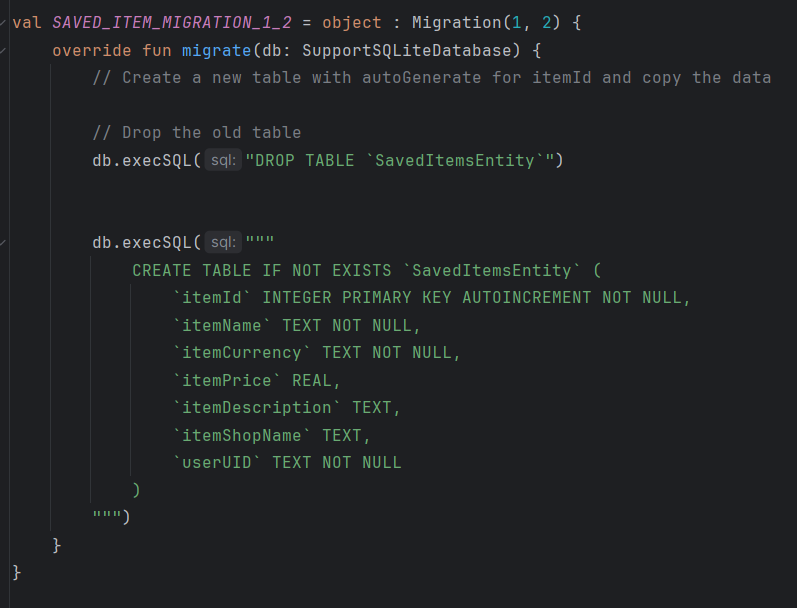 val SAVED_ITEM_MIGRATION_1_2 = object : Migration(1, 2) {
    override fun migrate(db: SupportSQLiteDatabase) {
        // Create a new table with autoGenerate for itemId and copy the data

        // Drop the old table
        db.execSQL( sql: "DROP TABLE `SavedItemsEntity`")


        db.execSQL( sql: """
            CREATE TABLE IF NOT EXISTS `SavedItemsEntity` (
                `itemId` INTEGER PRIMARY KEY AUTOINCREMENT NOT NULL,
                `itemName` TEXT NOT NULL,
                `itemCurrency` TEXT NOT NULL,
                `itemPrice` REAL,
                `itemDescription` TEXT,
                `itemShopName` TEXT,
                `userUID` TEXT NOT NULL
            )
        """)
    }
}